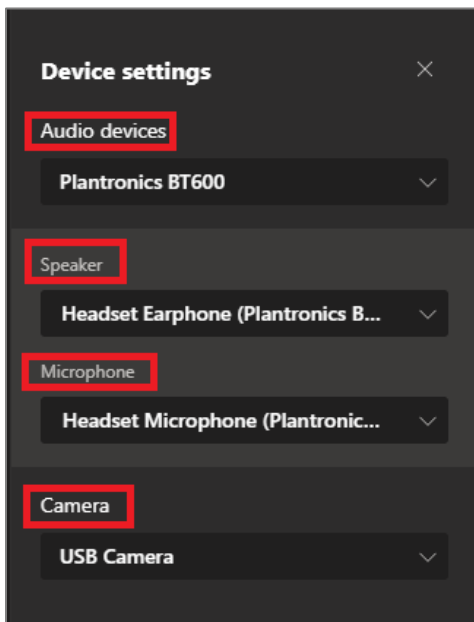 Device settings
Audio devices
Plantronics BT600
Speaker
Headset Earphone (Plantronics B...
Microphone
Headset Microphone (Plantronic...
Camera
USB Camera